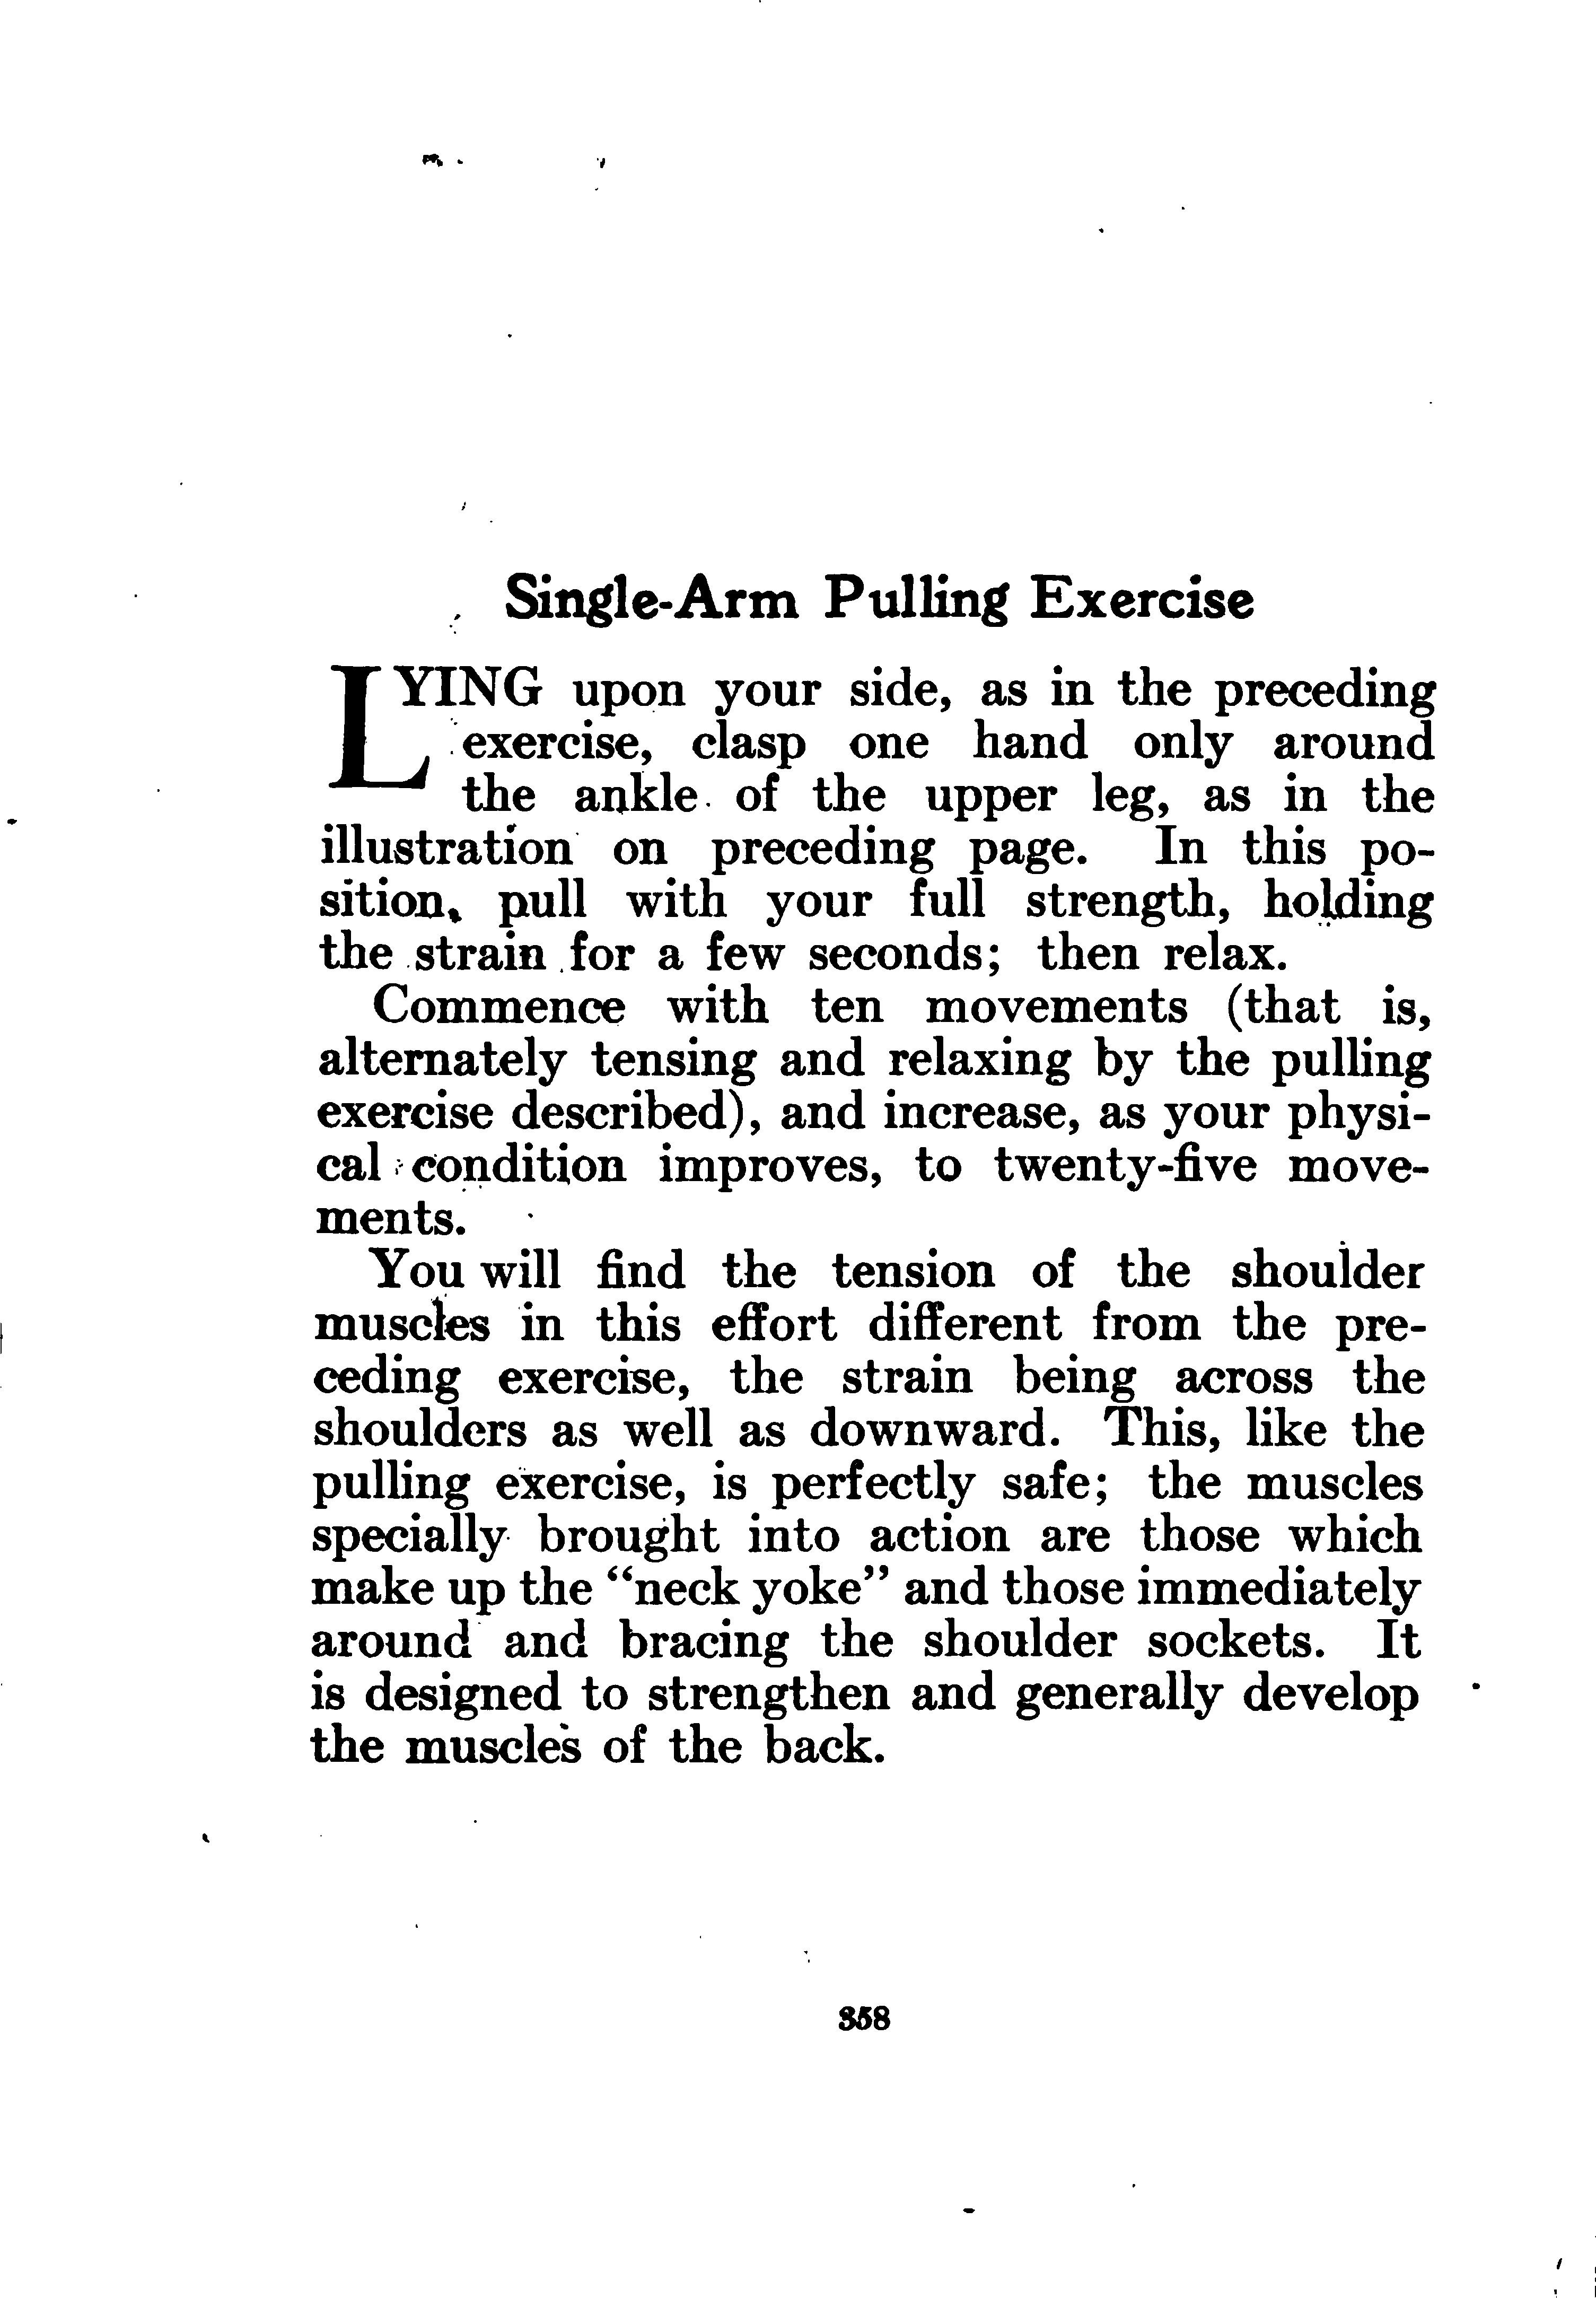 Single-Arm Pulling Exercise
LYING upon your side, as in the preceding
exercise, clasp one hand only around
the ankle of the upper leg, as in the
illustration on preceding page. In this po-
sition, pull with your full strength, holding
the strain for a few seconds; then relax.
Commence with ten movements (that is,
alternately tensing and relaxing by the pulling
exercise described), and increase, as your physi-
cal condition improves, to twenty-five move-
ments.
You will find the tension of the shoulder
muscles in this effort different from the pre-
ceding exercise, the strain being across the
shoulders as well as downward. This, like the
pulling exercise, is perfectly safe; the muscles
specially brought into action are those which
make up the “neck yoke” and those immediately
around and bracing the shoulder sockets. It
is designed to strengthen and generally develop
the muscles of the back.
358